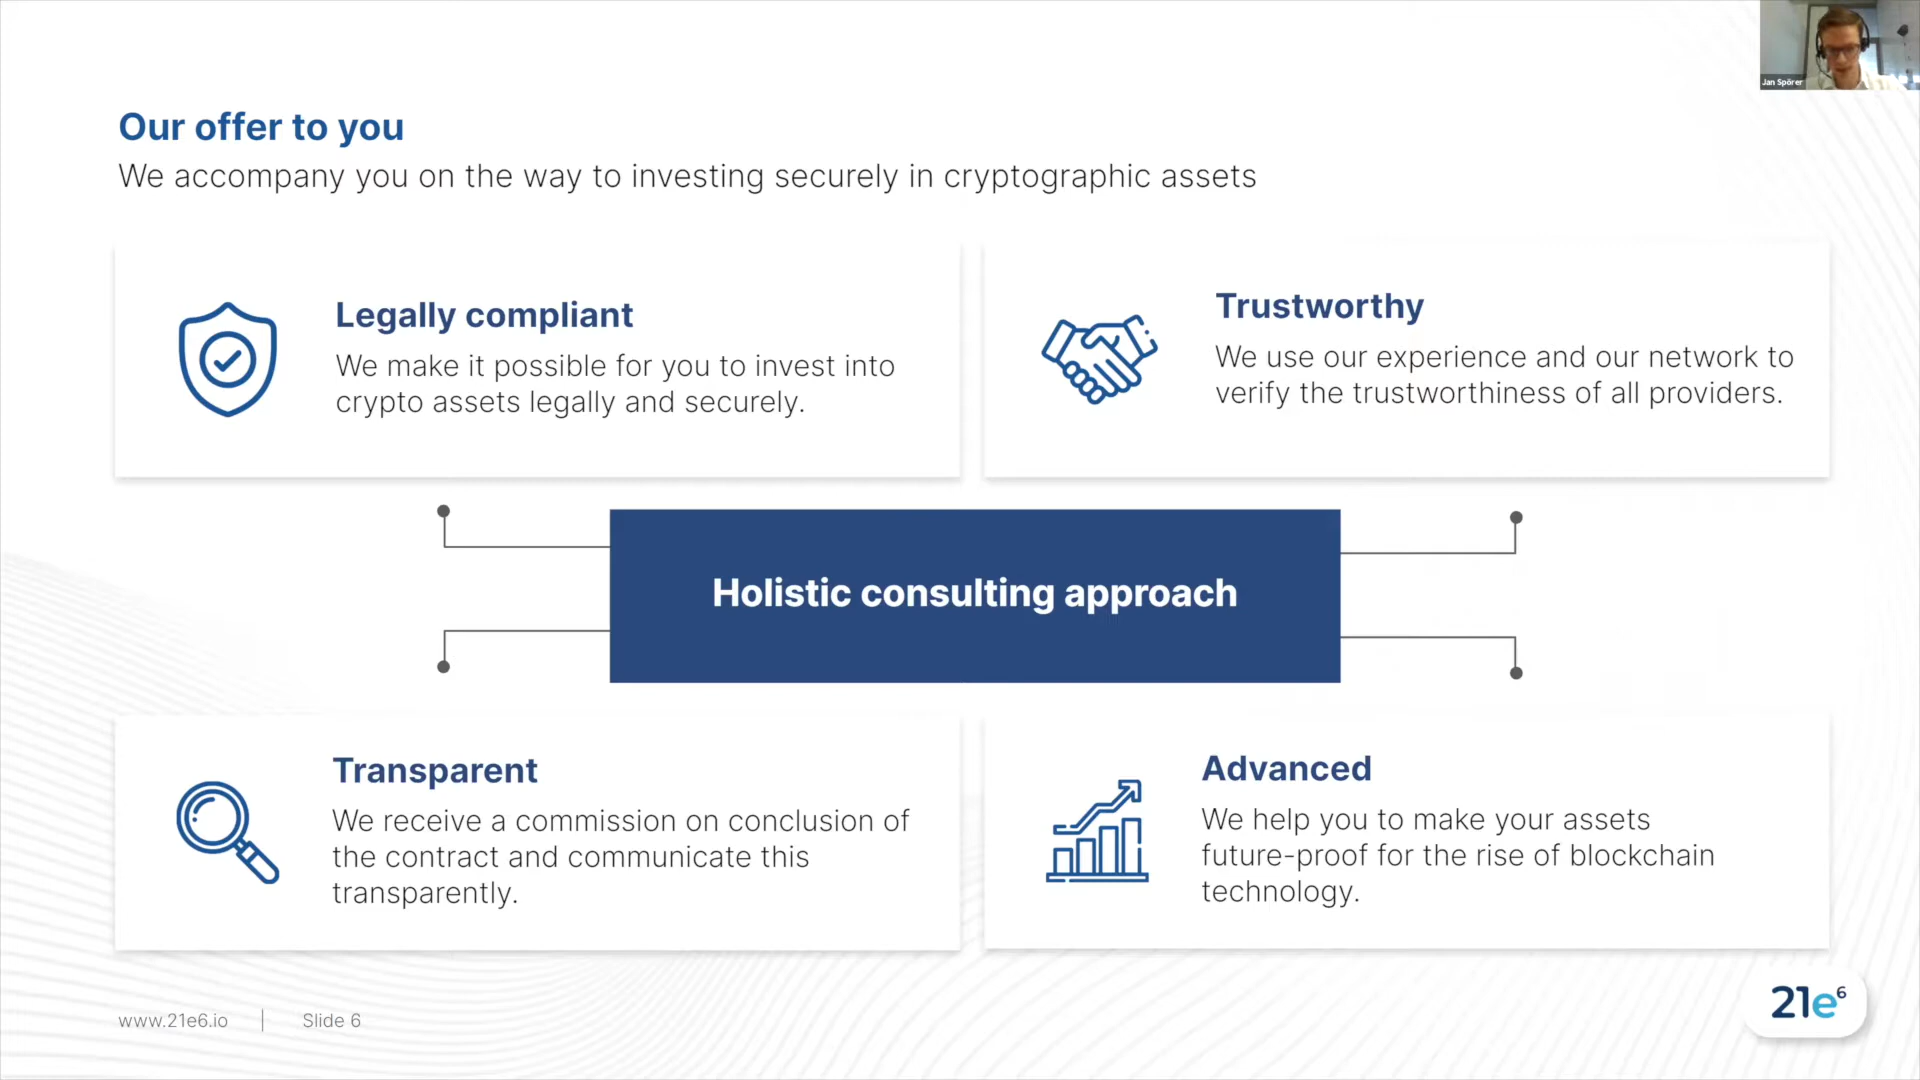 Jan Spörer
Our offer to you
We accompany you on the way to investing securely in cryptographic assets
Legally compliant
We make it possible for you to invest into
crypto assets legally and securely.
Trustworthy
We use our experience and our network to
verify the trustworthiness of all providers.
Holistic consulting approach
Transparent
We receive a commission on conclusion of
the contract and communicate this
transparently.
Advanced
We help you to make your assets
future-proof for the rise of blockchain
technology.
www.21e6.io | Slide 6
21e⁶